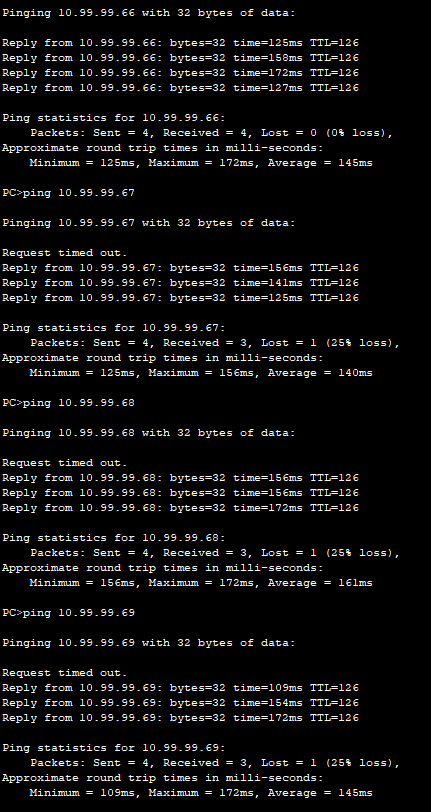 Pinging 10.99.99.66 with 32 bytes of data:
Reply from 10.99.99.66: bytes=32 time=125ms TTL=126
Reply from 10.99.99.66: bytes=32 time=158ms TTL=126
Reply from 10.99.99.66: bytes=32 time=172ms TTL=126
Reply from 10.99.99.66: bytes=32 time=127ms TTL=126
Ping statistics for 10.99.99.66:
Packets: Sent = 4, Received = 4, Lost = 0 (0% loss),
Approximate round trip times in milli-seconds:
Minimum = 125ms, Maximum = 172ms, Average = 145ms
PC>ping 10.99.99.67
Pinging 10.99.99.67 with 32 bytes of data:
Request timed out.
Reply from 10.99.99.67: bytes=32 time=156ms TTL=126
Reply from 10.99.99.67: bytes=32 time=141ms TTL=126
Reply from 10.99.99.67: bytes=32 time=125ms TTL=126
Ping statistics for 10.99.99.67:
Packets: Sent = 4, Received = 3, Lost = 1 (25% loss),
Approximate round trip times in milli-seconds:
Minimum = 125ms, Maximum = 156ms, Average = 140ms
PC>ping 10.99.99.68
Pinging 10.99.99.68 with 32 bytes of data:
Request timed out.
Reply from 10.99.99.68: bytes=32 time=156ms TTL=126
Reply from 10.99.99.68: bytes=32 time=156ms TTL=126
Reply from 10.99.99.68: bytes=32 time=172ms TTL=126
Ping statistics for 10.99.99.68:
Packets: Sent = 4, Received = 3, Lost = 1 (25% loss),
Approximate round trip times in milli-seconds:
Minimum = 156ms, Maximum = 172ms, Average = 161ms
PC>ping 10.99.99.69
Pinging 10.99.99.69 with 32 bytes of data:
Request timed out.
Reply from 10.99.99.69: bytes=32 time=109ms TTL=126
Reply from 10.99.99.69: bytes=32 time=154ms TTL=126
Reply from 10.99.99.69: bytes=32 time=172ms TTL=126
Ping statistics for 10.99.99.69:
Packets: Sent = 4, Received = 3, Lost = 1 (25% loss),
Approximate round trip times in milli-seconds:
Minimum = 109ms, Maximum = 172ms, Average = 145ms